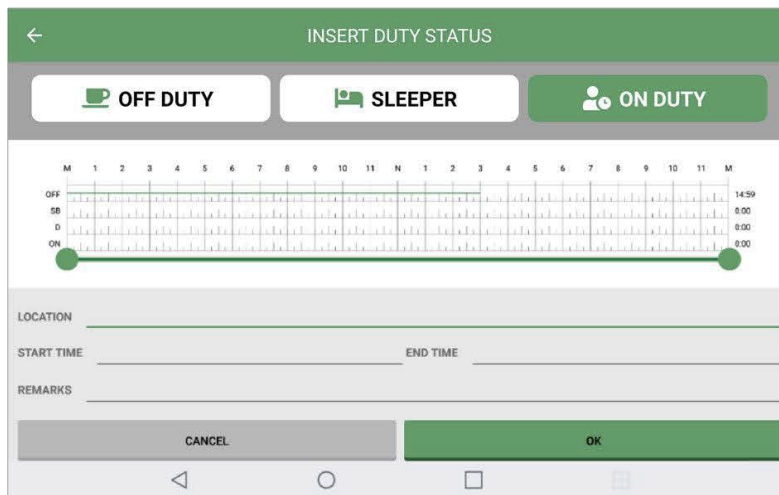 INSERT DUTY STATUS
OFF DUTY SLEEPER ON DUTY
M 1 2 3 4 5 6 7 8 9 10 11 N 1 2 3 4 5 6 7 8 9 10 11 M
OFF 14:59
SB 0:00
D 0:00
ON 0:00
LOCATION
START TIME END TIME
REMARKS
CANCEL OK